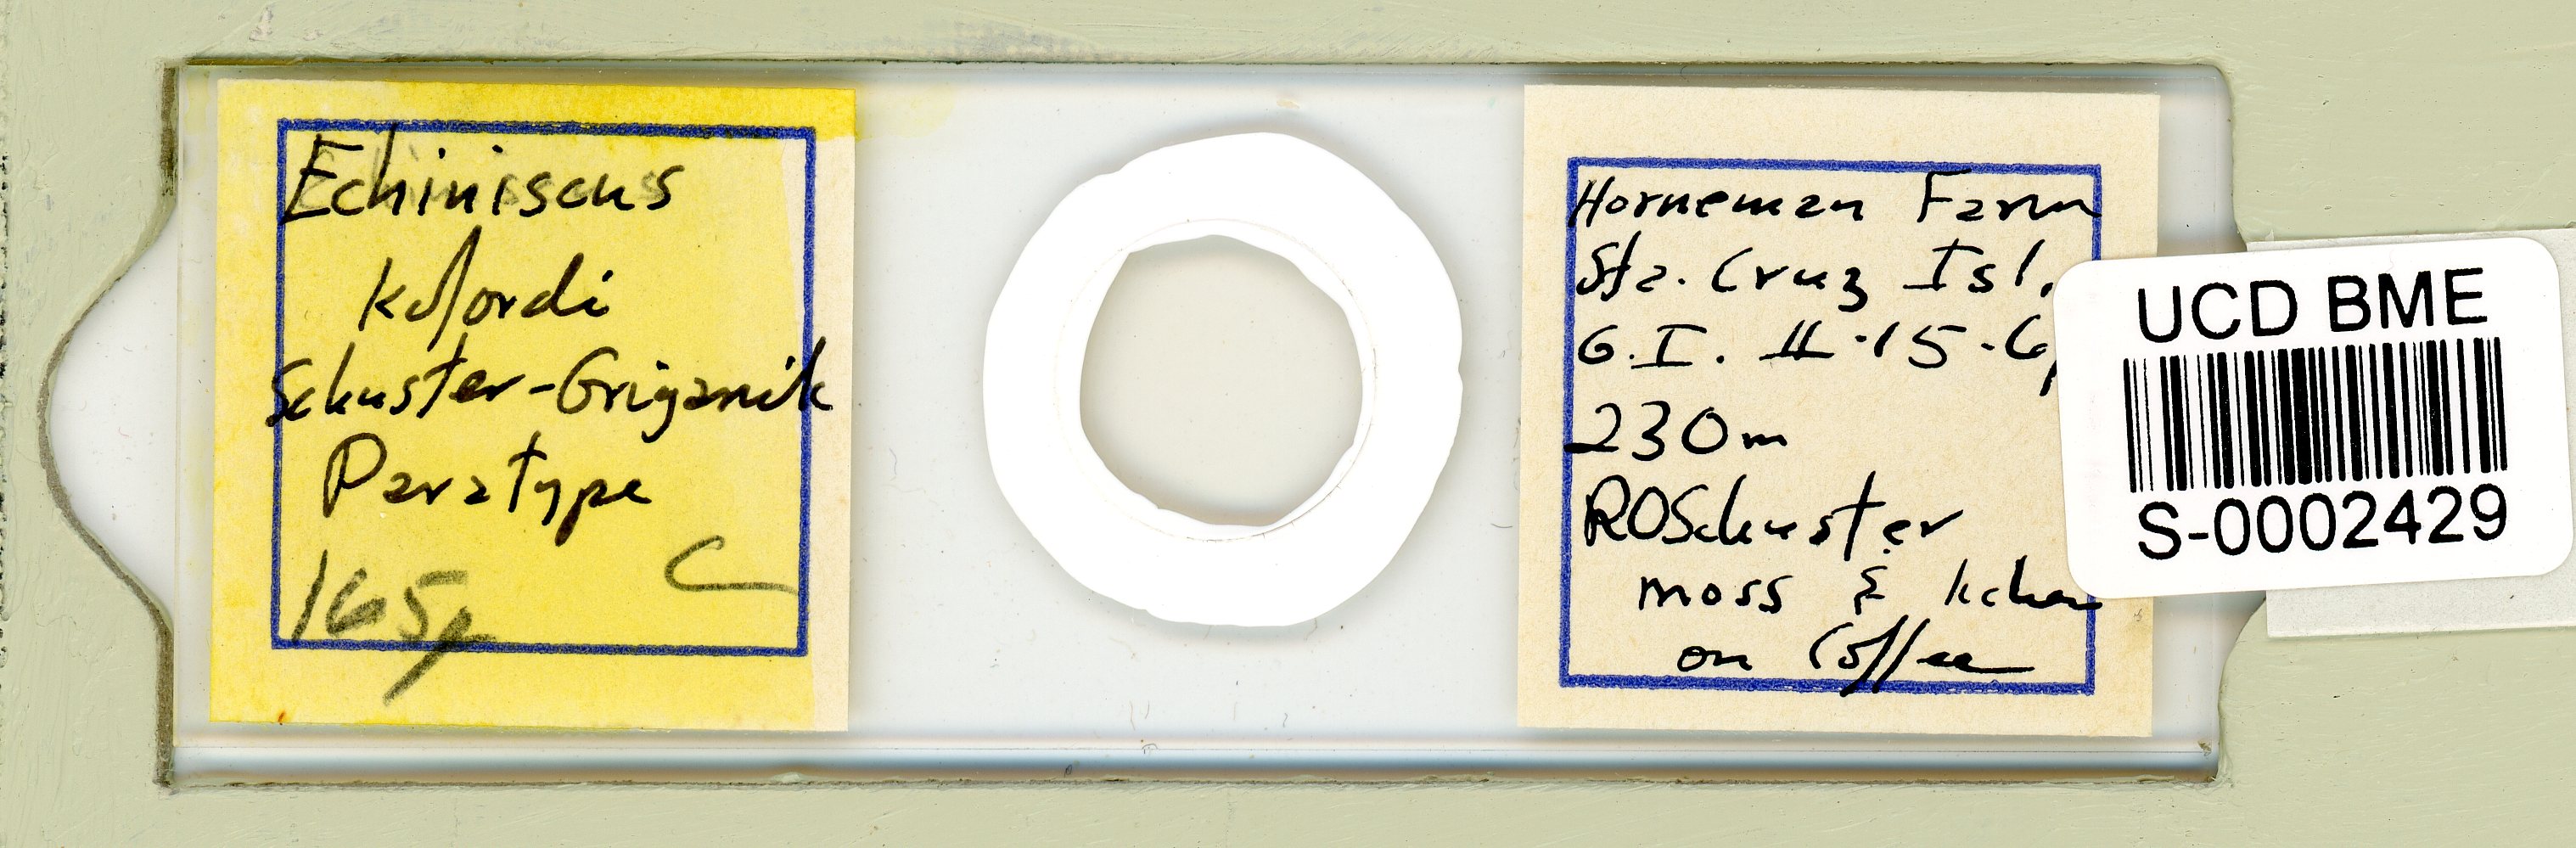 Echiniscus
kofordi
Schuster-Grigarick
Paratype
C
165µ
Horneman Farm
Sta. Cruz Isl.
G.I. II-15-6
230m
ROSchuster
moss & lichen
on Coffee
UCD BME
S-0002429